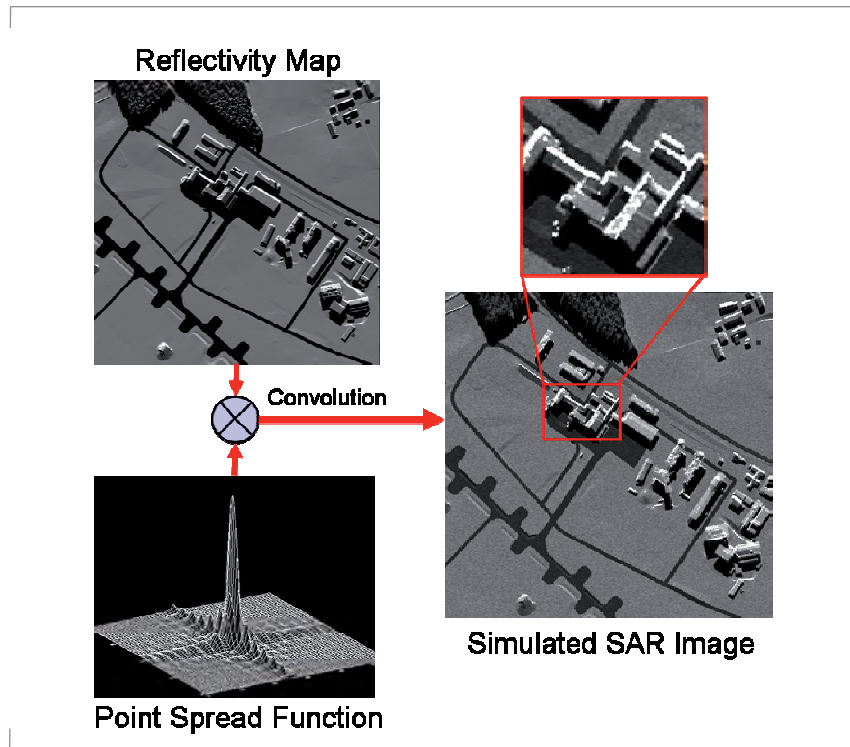 Reflectivity Map
Convolution
Point Spread Function
Simulated SAR Image